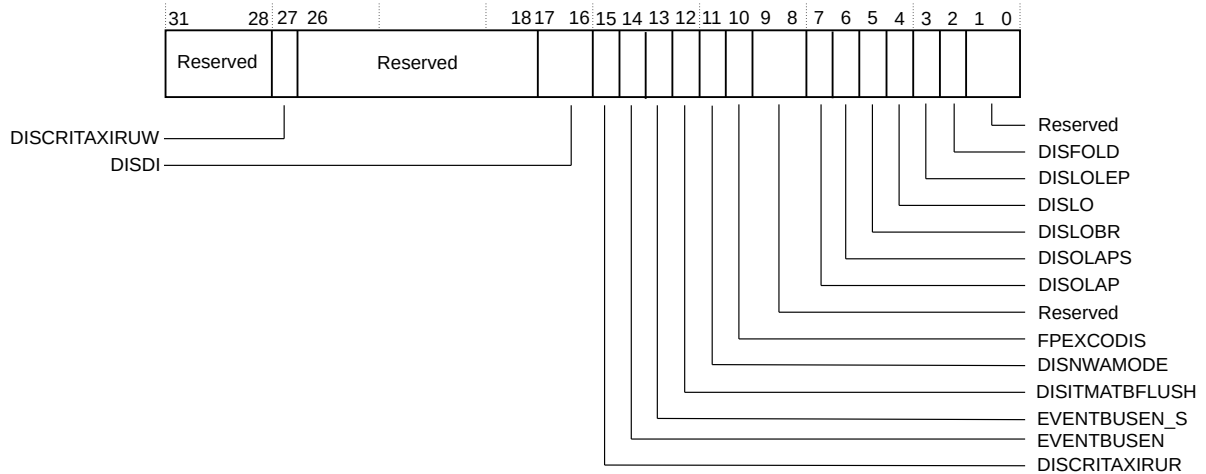 31 28 27 26 18 17 16 15 14 13 12 11 10 9 8 7 6 5 4 3 2 1 0
Reserved Reserved
DISCRITAXIRUW
DISDI
Reserved
DISFOLD
DISLOLEP
DISLO
DISLOBR
DISOLAPS
DISOLAP
Reserved
FPEXCODIS
DISNWAMODE
DISITMATBFLUSH
EVENTBUSEN_S
EVENTBUSEN
DISCRITAXIRUR